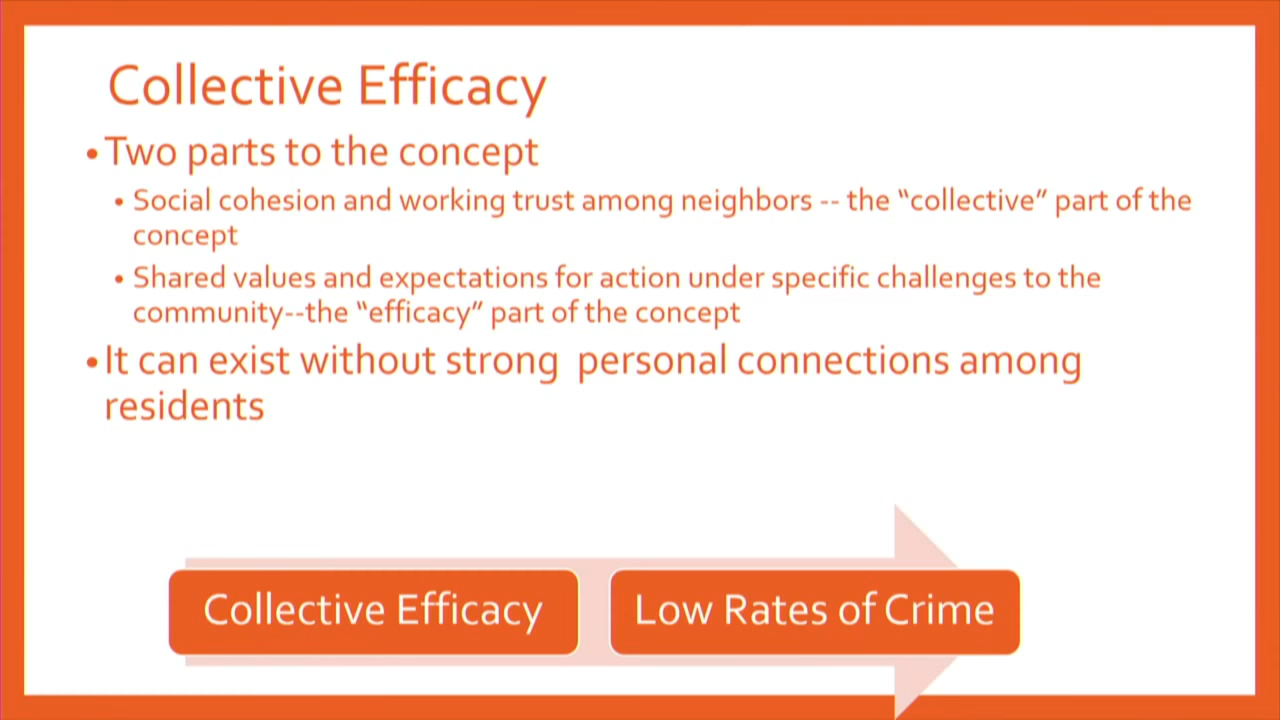 Collective Efficacy
•Two parts to the concept
• Social cohesion and working trust among neighbors -- the “collective” part of the
concept
• Shared values and expectations for action under specific challenges to the
community--the “efficacy” part of the concept
•It can exist without strong  personal connections among
residents
Collective Efficacy
Low Rates of Crime